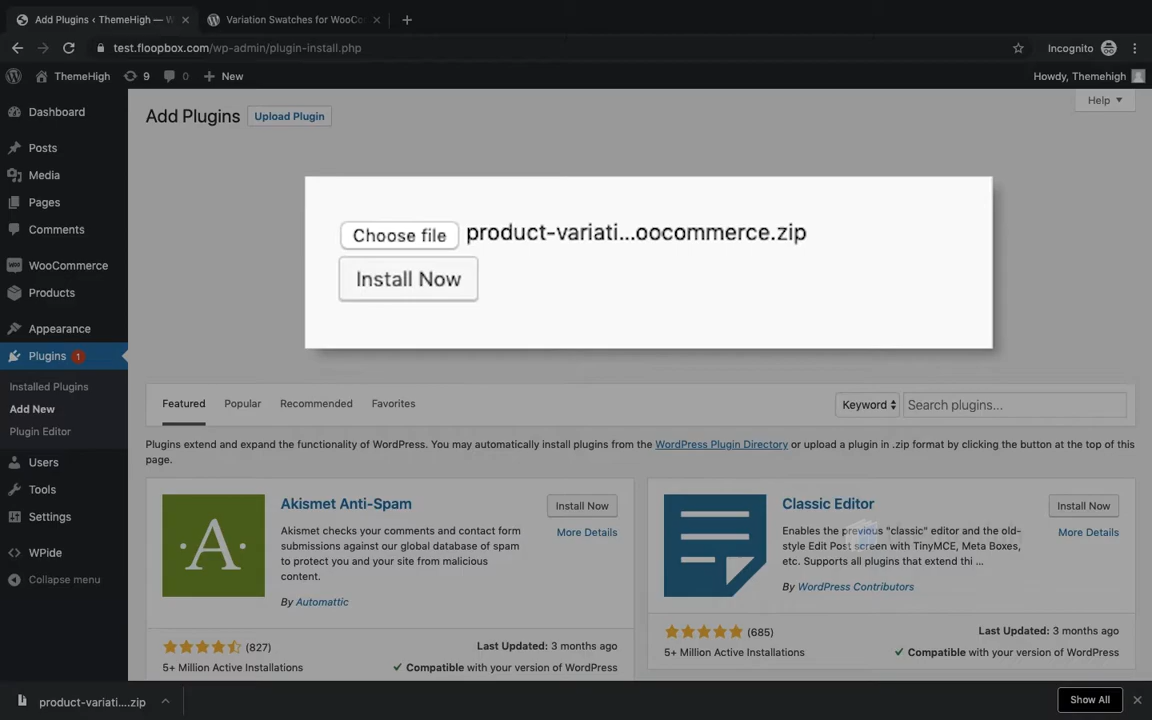 Add Plugins ‹ ThemeHigh — W
Variation Swatches for WooCo
test.floopbox.com/wp-admin/plugin-install.php
Incognito
ThemeHigh
9
0
New
Howdy, Themehigh
Dashboard
Posts
Media
Pages
Comments
WooCommerce
Products
Appearance
Plugins 1
Installed Plugins
Add New
Plugin Editor
Users
Tools
Settings
WPide
Collapse menu
Help
Add Plugins
Upload Plugin
Choose file product-variati...oocommerce.zip
Install Now
Featured
Popular
Recommended
Favorites
Keyword
Search plugins...
Plugins extend and expand the functionality of WordPress. You may automatically install plugins from the WordPress Plugin Directory or upload a plugin in .zip format by clicking the button at the top of this
page.
A
Akismet Anti-Spam
Install Now
More Details
Akismet checks your comments and contact form
submissions against our global database of spam
to protect you and your site from malicious
content.
By Automattic
(827)
5+ Million Active Installations
Last Updated: 3 months ago
Compatible with your version of WordPress
Classic Editor
Install Now
More Details
Enables the previous "classic" editor and the old-
style Edit Post screen with TinyMCE, Meta Boxes,
etc. Supports all plugins that extend thi ...
By WordPress Contributors
(685)
5+ Million Active Installations
Last Updated: 3 months ago
Compatible with your version of WordPress
product-variati....zip
Show All